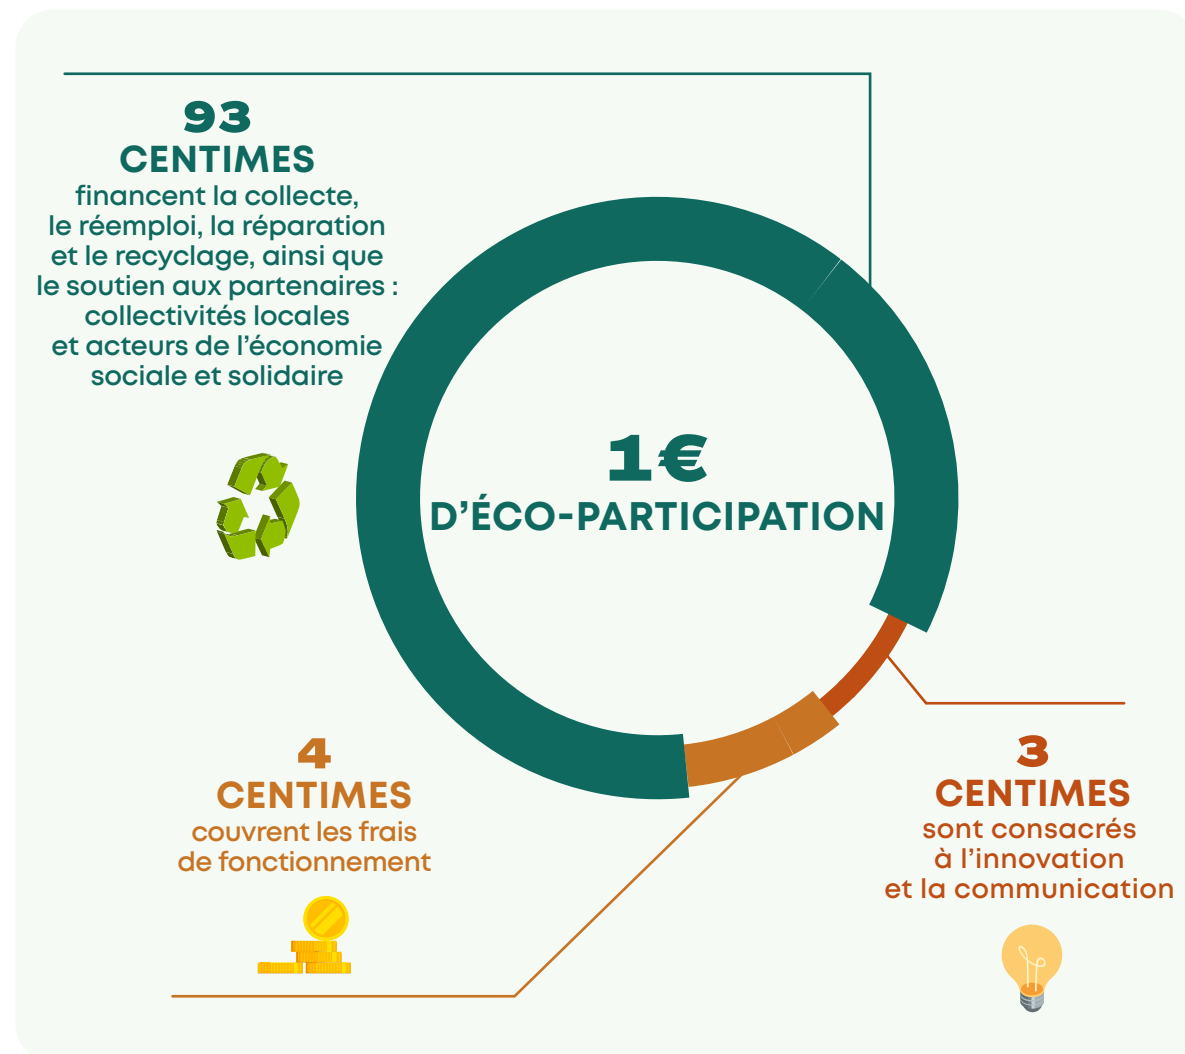 93
CENTIMES
financent la collecte,
le réemploi, la réparation
et le recyclage, ainsi que
le soutien aux partenaires :
collectivités locales
et acteurs de l’économie
sociale et solidaire
1€
D’ÉCO-PARTICIPATION
4
CENTIMES
couvrent les frais
de fonctionnement
3
CENTIMES
sont consacrés
à l’innovation
et la communication